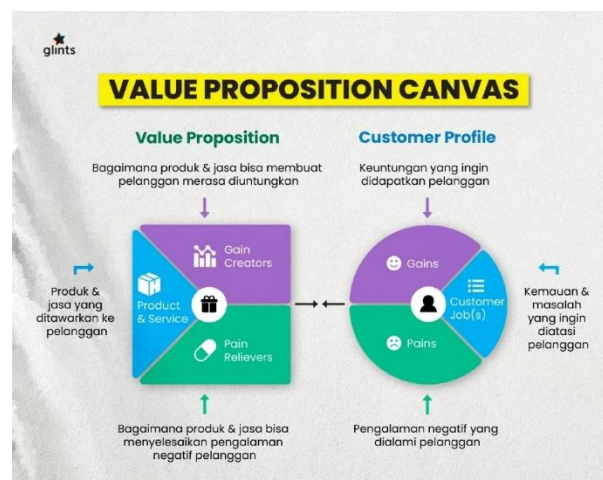 glints
VALUE PROPOSITION CANVAS
Value Proposition
Bagaimana produk & jasa bisa membuat
pelanggan merasa diuntungkan
Customer Profile
Keuntungan yang ingin
didapatkan pelanggan
Gain
Creators
Product
& Service
Pain
Relievers
Produk &
jasa yang
ditawarkan ke
pelanggan
Gains
Customer
Job(s)
Pains
Kemauan &
masalah
yang ingin
diatasi
pelanggan
Bagaimana produk & jasa bisa
menyelesaikan pengalaman
negatif pelanggan
Pengalaman negatif yang
dialami pelanggan